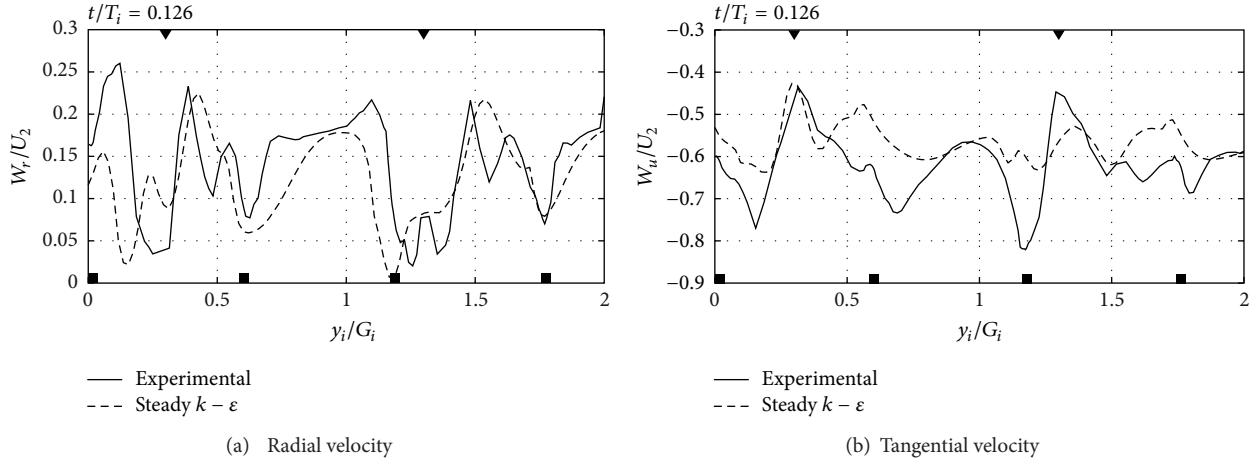 t/T_i = 0.126
0.3
0.25
0.2
0.15
0.1
0.05
0
W_r/U_2
0
0.5
1
1.5
2
y_i/G_i
Experimental
Steady k − ε
(a) Radial velocity
t/T_i = 0.126
−0.3
−0.4
−0.5
−0.6
−0.7
−0.8
−0.9
W_u/U_2
0
0.5
1
1.5
2
y_i/G_i
Experimental
Steady k − ε
(b) Tangential velocity